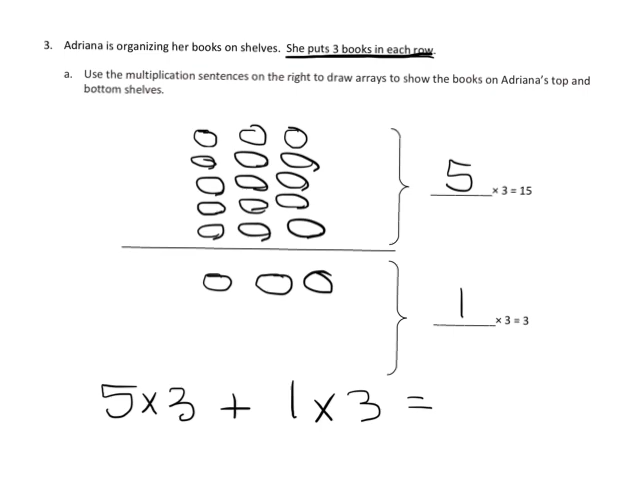 3. Adriana is organizing her books on shelves. She puts 3 books in each row.
a. Use the multiplication sentences on the right to draw arrays to show the books on Adriana's top and
bottom shelves.
5 × 3 = 15
1 × 3 = 3
5 x 3 + 1 x 3 =